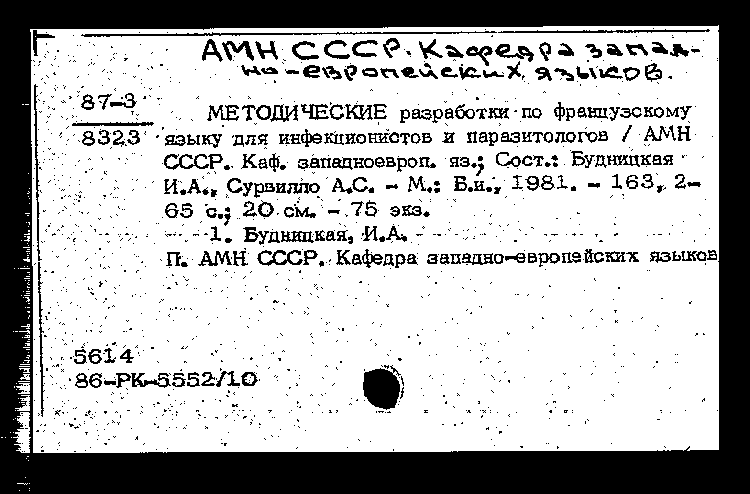 АМН СССР. Кафедра запад-
но-европейских языков.
87-3
8323
МЕТОДИЧЕСКИЕ разработки по французскому
языку для инфекционистов и паразитологов / АМН
СССР. Каф. западноевроп. яз.; Сост.: Будницкая
И.А., Сурвилло А.С. - М.: Б.и., 1981. - 163, 2-
65 с.; 20 см. - 75 экз.
1. Будницкая, И.А.
П. АМН СССР. Кафедра западно-европейских языков
5614
86-РК-5552/10